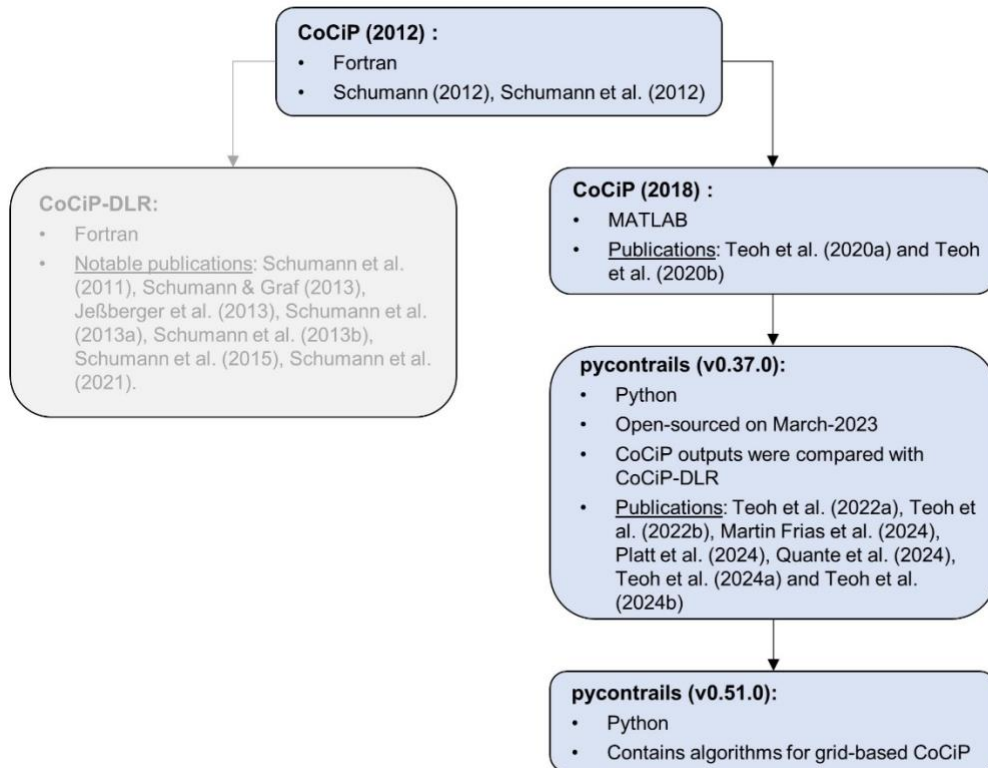 CoCiP (2012) :
• Fortran
• Schumann (2012), Schumann et al. (2012)
CoCiP-DLR:
• Fortran
• Notable publications: Schumann et al.
(2011), Schumann & Graf (2013),
Jeßberger et al. (2013), Schumann et al.
(2013a), Schumann et al. (2013b),
Schumann et al. (2015), Schumann et al.
(2021).
CoCiP (2018) :
• MATLAB
• Publications: Teoh et al. (2020a) and Teoh
et al. (2020b)
pycontrails (v0.37.0):
• Python
• Open-sourced on March-2023
• CoCiP outputs were compared with
CoCiP-DLR
• Publications: Teoh et al. (2022a), Teoh et
al. (2022b), Martin Frias et al. (2024),
Platt et al. (2024), Quante et al. (2024),
Teoh et al. (2024a) and Teoh et al.
(2024b)
pycontrails (v0.51.0):
• Python
• Contains algorithms for grid-based CoCiP